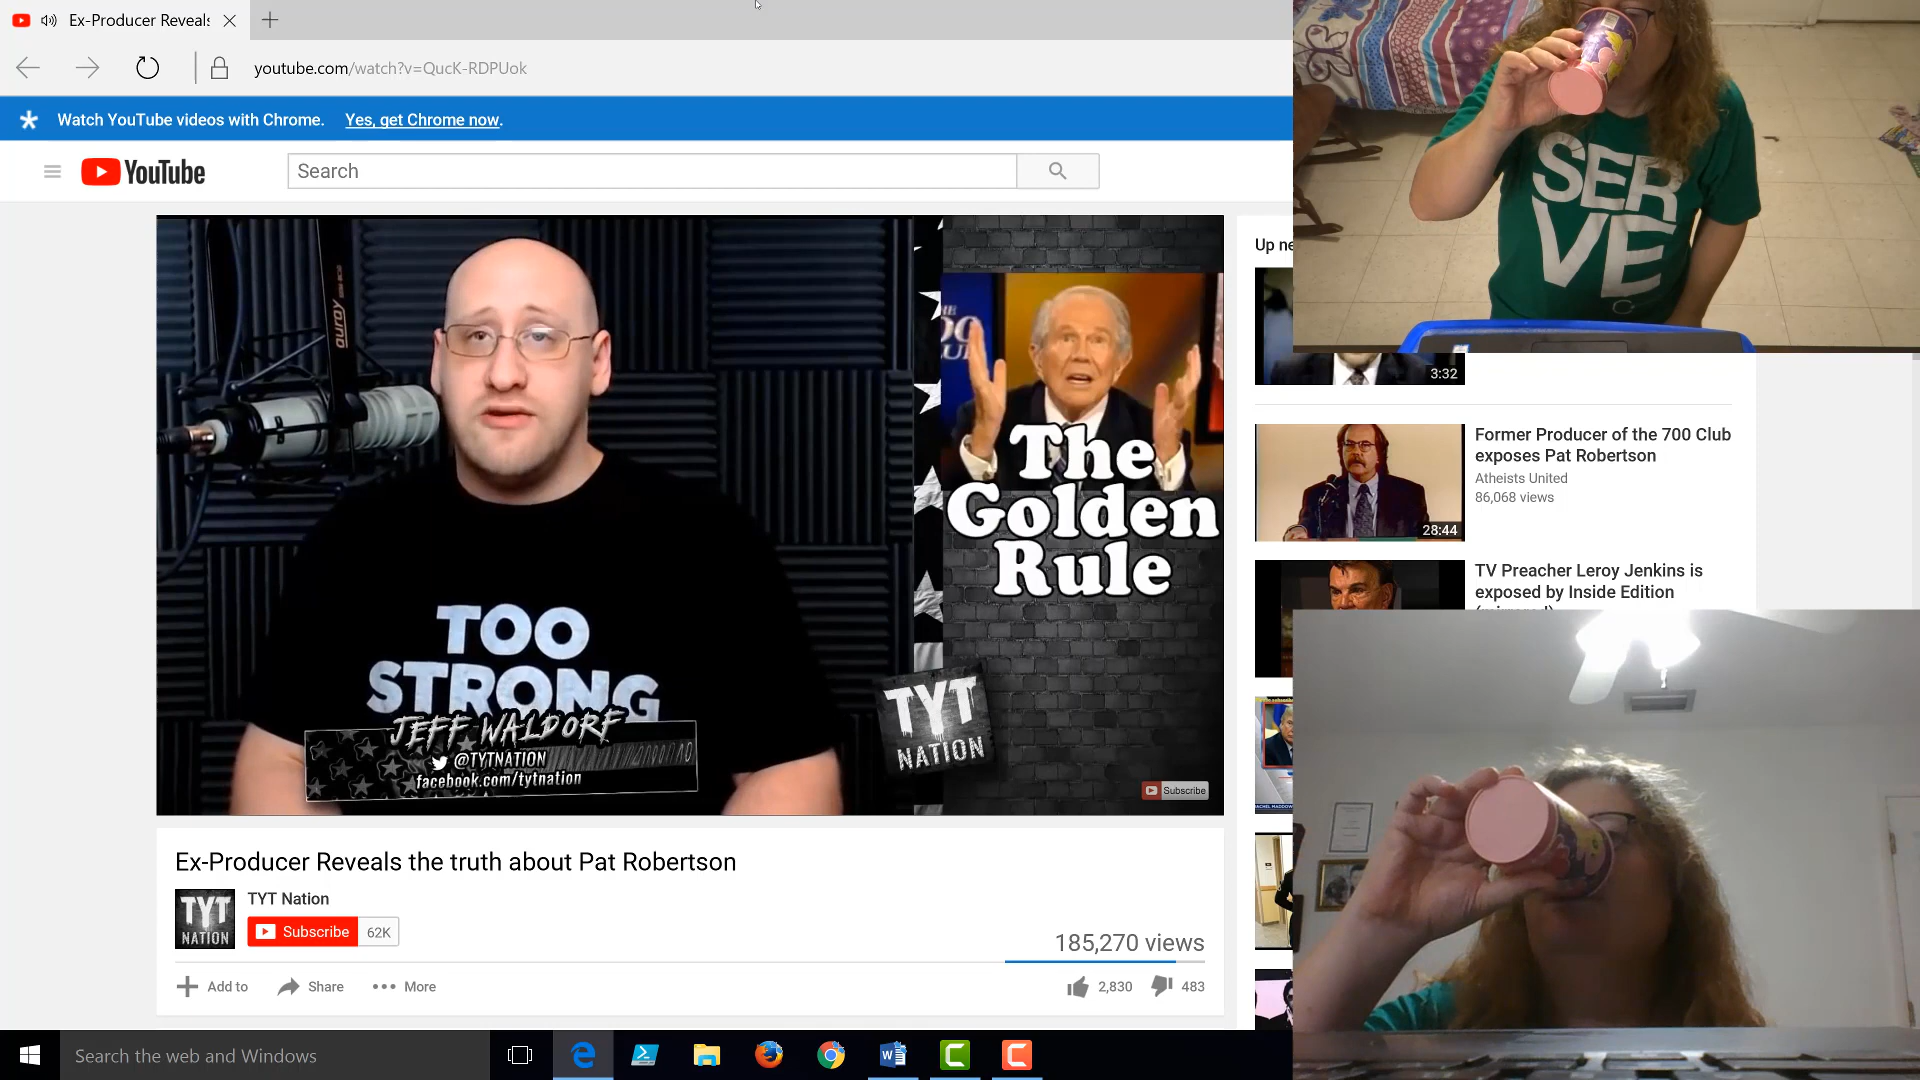 Ex-Producer Reveals
youtube.com/watch?v=QucK-RDPUok
Watch YouTube videos with Chrome. Yes, get Chrome now.
YouTube
Search
TOO
STRONG
JEFF WALDORF
@TYTNATION
facebook.com/tytnation
The
Golden
Rule
TYT
NATION
Subscribe
Ex-Producer Reveals the truth about Pat Robertson
TYT
NATION
TYT Nation
Subscribe 62K
185,270 views
Add to Share More
2,830 483
Up
3:32
Former Producer of the 700 Club
exposes Pat Robertson
Atheists United
86,068 views
28:44
TV Preacher Leroy Jenkins is
exposed by Inside Edition
SER
VE
Search the web and Windows